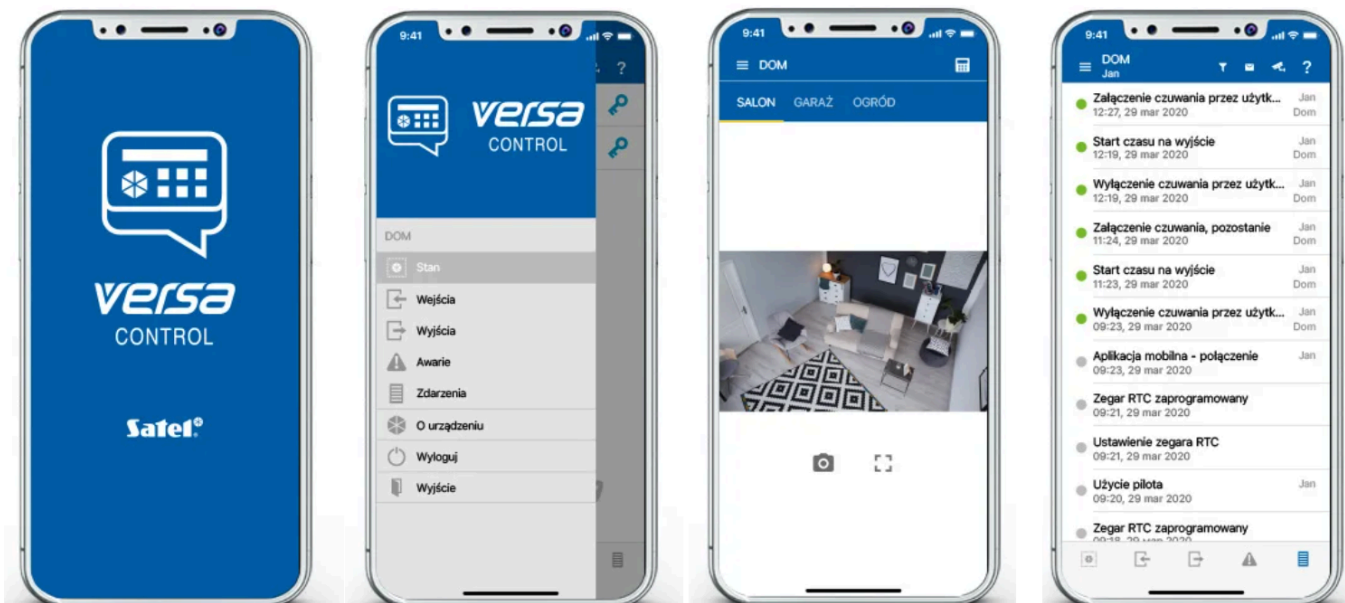 versa
CONTROL
Satel®
9:41
?
versa
CONTROL
DOM
Stan
Wejścia
Wyjścia
Awarie
Zdarzenia
O urządzeniu
Wyloguj
Wyjście
9:41
DOM
SALON GARAŻ OGRÓD
9:41
DOM
Jan
?
Załączenie czuwania przez użytk... Jan
12:27, 29 mar 2020 Dom
Start czasu na wyjście Jan
12:19, 29 mar 2020 Dom
Wyłączenie czuwania przez użytk... Jan
12:19, 29 mar 2020 Dom
Załączenie czuwania, pozostanie Jan
11:24, 29 mar 2020 Dom
Start czasu na wyjście Jan
11:23, 29 mar 2020 Dom
Wyłączenie czuwania przez użytk... Jan
09:23, 29 mar 2020 Dom
Aplikacja mobilna - połączenie Jan
09:23, 29 mar 2020
Zegar RTC zaprogramowany
09:21, 29 mar 2020
Ustawienie zegara RTC
09:21, 29 mar 2020
Użycie pilota Jan
09:20, 29 mar 2020
Zegar RTC zaprogramowany
09:18, 29 mar 2020